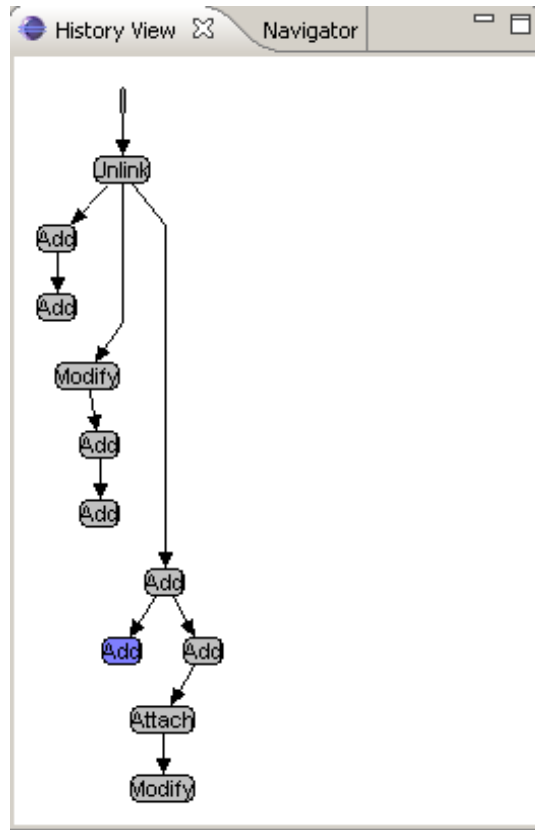 History View Navigator
Unlink
Add
Add
Modify
Add
Add
Add
Add Add
Attach
Modify